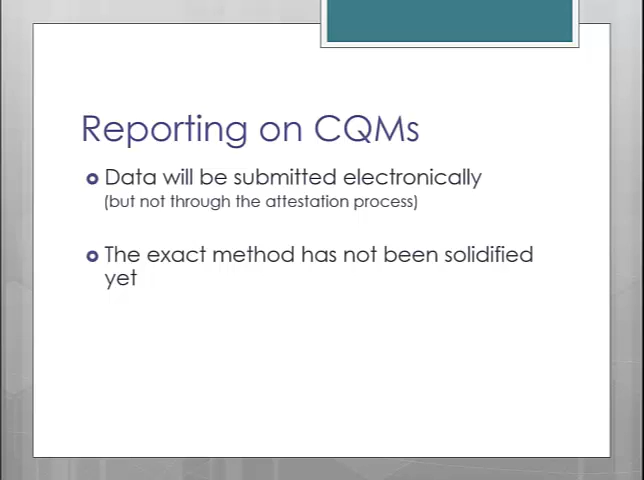 Reporting on CQMs
Data will be submitted electronically
(but not through the attestation process)
The exact method has not been solidified
yet